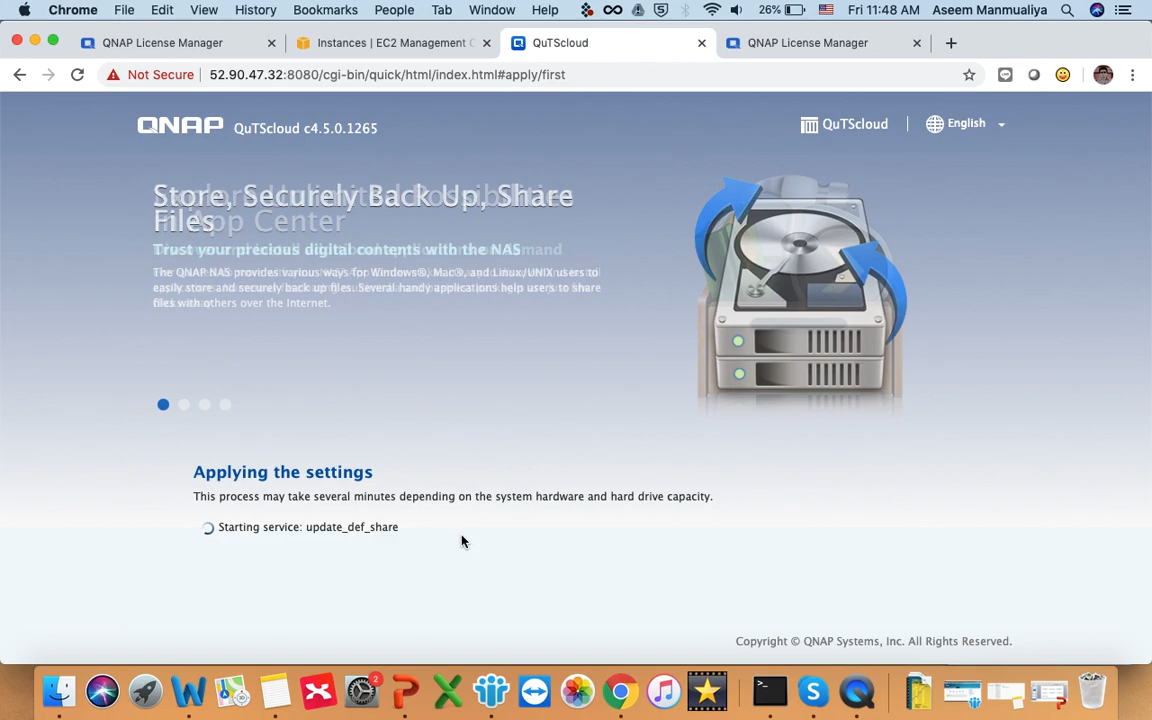 Chrome File Edit View History Bookmarks People Tab Window Help 26% Fri 11:48 AM Aseem Manmualiya
QNAP License Manager Instances | EC2 Management C QuTScloud QNAP License Manager
Not Secure 52.90.47.32:8080/cgi-bin/quick/html/index.html#apply/first
QNAP QuTScloud c4.5.0.1265 QuTScloud English
Store, Securely Back Up, Share
Files
App Center
Trust your precious digital contents with the NAS
The QNAP NAS provides various ways for Windows®, Mac®, and Linux/UNIX users to
easily store and securely back up files. Several handy applications help users to share
files with others over the Internet.
Applying the settings
This process may take several minutes depending on the system hardware and hard drive capacity.
Starting service: update_def_share
Copyright © QNAP Systems, Inc. All Rights Reserved.
2